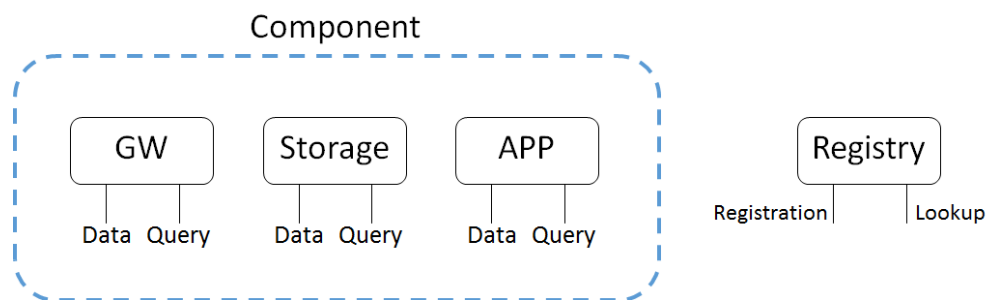 Component
GW
Storage
APP
Registry
Registration
Lookup
Data Query
Data Query
Data Query